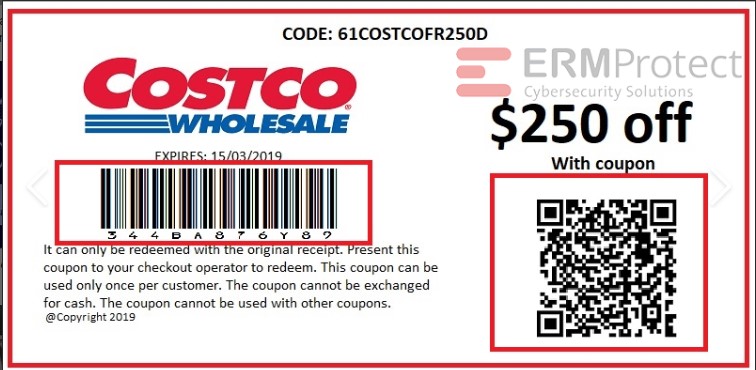 CODE: 61COSTCOFR250D
ERMProtect
Cybersecurity Solutions
COSTCO
WHOLESALE
$250 off
With coupon
EXPIRES: 15/03/2019
344BA876Y89
It can only be redeemed with the original receipt. Present this
coupon to your checkout operator to redeem. This coupon can be
used only once per customer. The coupon cannot be exchanged
for cash. The coupon cannot be used with other coupons.
@Copyright 2019